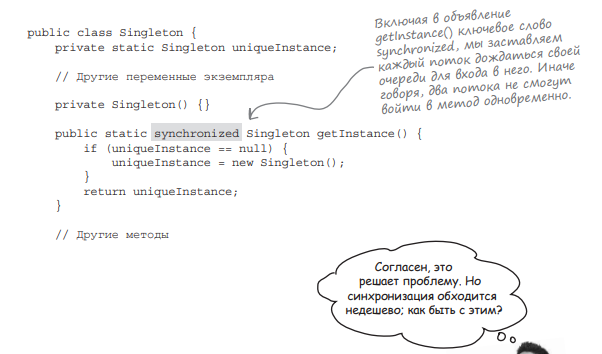 public class Singleton {
private static Singleton uniqueInstance;
// Другие переменные экземпляра
private Singleton() {}
public static synchronized Singleton getInstance() {
if (uniqueInstance == null) {
uniqueInstance = new Singleton();
}
return uniqueInstance;
}
// Другие методы
Включая в объявление
getInstance() ключевое слово
synchronized, мы заставляем
каждый поток дождаться своей
очереди для входа в него. Иначе
говоря, два потока не смогут
войти в метод одновременно.
Согласен, это
решает проблему. Но
синхронизация обходится
недешево; как быть с этим?